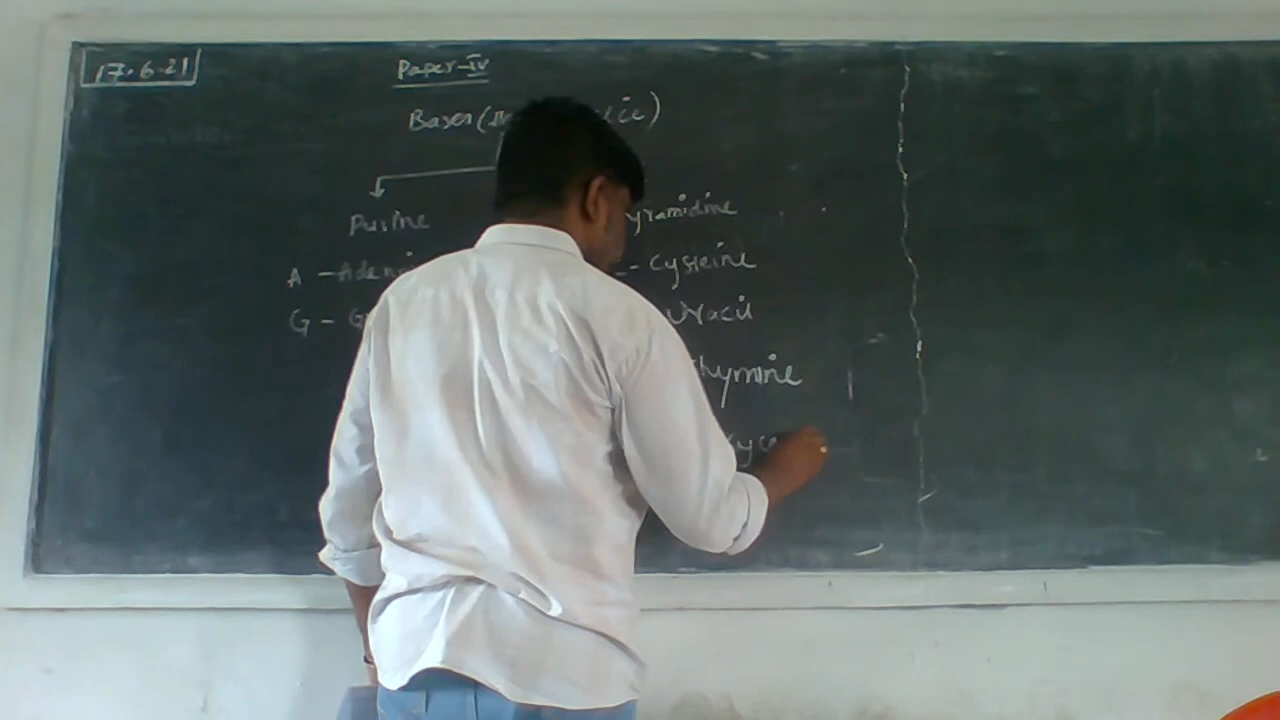 17.6.21
Paper-IV
Bases(
Purine yramidine
A - Adeni - Cysteine
G - G uracil
thymine